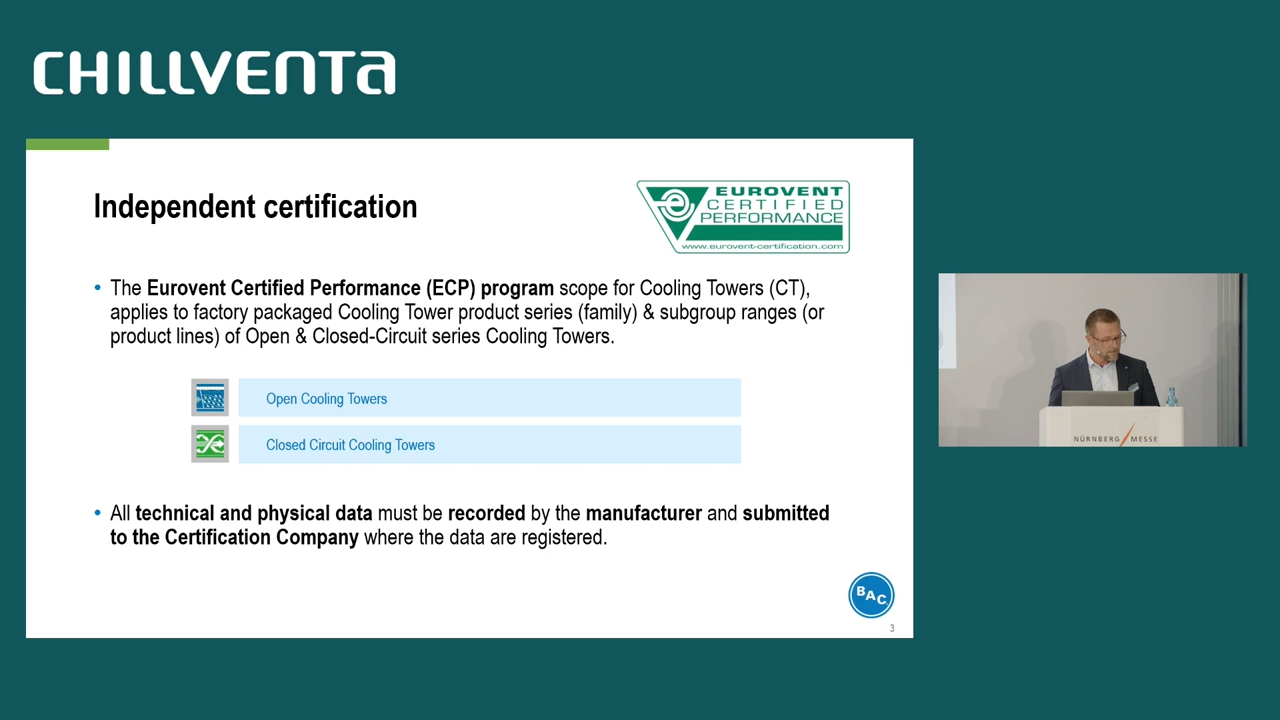 CHILLVENTA
Independent certification
EUROVENT
CERTIFIED
PERFORMANCE
www.eurovent-certification.com
• The Eurovent Certified Performance (ECP) program scope for Cooling Towers (CT),
applies to factory packaged Cooling Tower product series (family) & subgroup ranges (or
product lines) of Open & Closed-Circuit series Cooling Towers.
Open Cooling Towers
Closed Circuit Cooling Towers
• All technical and physical data must be recorded by the manufacturer and submitted
to the Certification Company where the data are registered.
BAC
3
NÜRNBERG MESSE